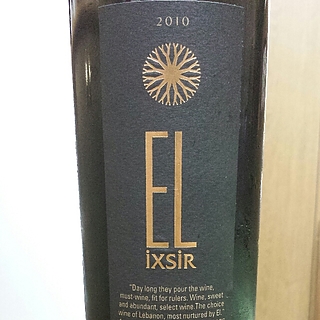 2010
EL
ixsir
"Day long they pour the wine,
must-wine, fit for rulers. Wine, sweet
and abundant, select wine. The choice
wine of Lebanon, most nurtured by El."